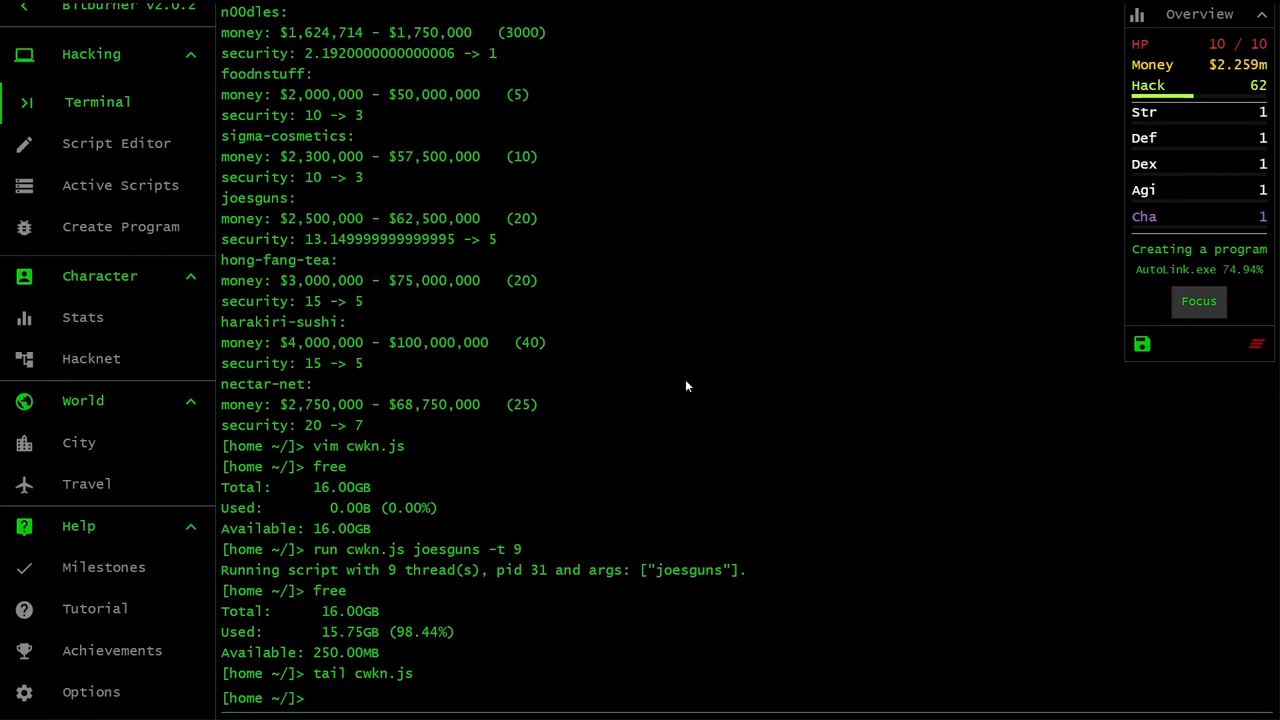 Bitburner v2.0.2
Hacking
Terminal
Script Editor
Active Scripts
Create Program
Character
Stats
Hacknet
World
City
Travel
Help
Milestones
Tutorial
Achievements
Options
n00dles:
money: $1,624,714 - $1,750,000 (3000)
security: 2.1920000000000006 -> 1
foodnstuff:
money: $2,000,000 - $50,000,000 (5)
security: 10 -> 3
sigma-cosmetics:
money: $2,300,000 - $57,500,000 (10)
security: 10 -> 3
joesguns:
money: $2,500,000 - $62,500,000 (20)
security: 13.149999999999995 -> 5
hong-fang-tea:
money: $3,000,000 - $75,000,000 (20)
security: 15 -> 5
harakiri-sushi:
money: $4,000,000 - $100,000,000 (40)
security: 15 -> 5
nectar-net:
money: $2,750,000 - $68,750,000 (25)
security: 20 -> 7
[home ~/]> vim cwkn.js
[home ~/]> free
Total: 16.00GB
Used: 0.00B (0.00%)
Available: 16.00GB
[home ~/]> run cwkn.js joesguns -t 9
Running script with 9 thread(s), pid 31 and args: ["joesguns"].
[home ~/]> free
Total: 16.00GB
Used: 15.75GB (98.44%)
Available: 250.00MB
[home ~/]> tail cwkn.js
[home ~/]>
Overview
HP 10 / 10
Money $2.259m
Hack 62
Str 1
Def 1
Dex 1
Agi 1
Cha 1
Creating a program
AutoLink.exe 74.94%
Focus